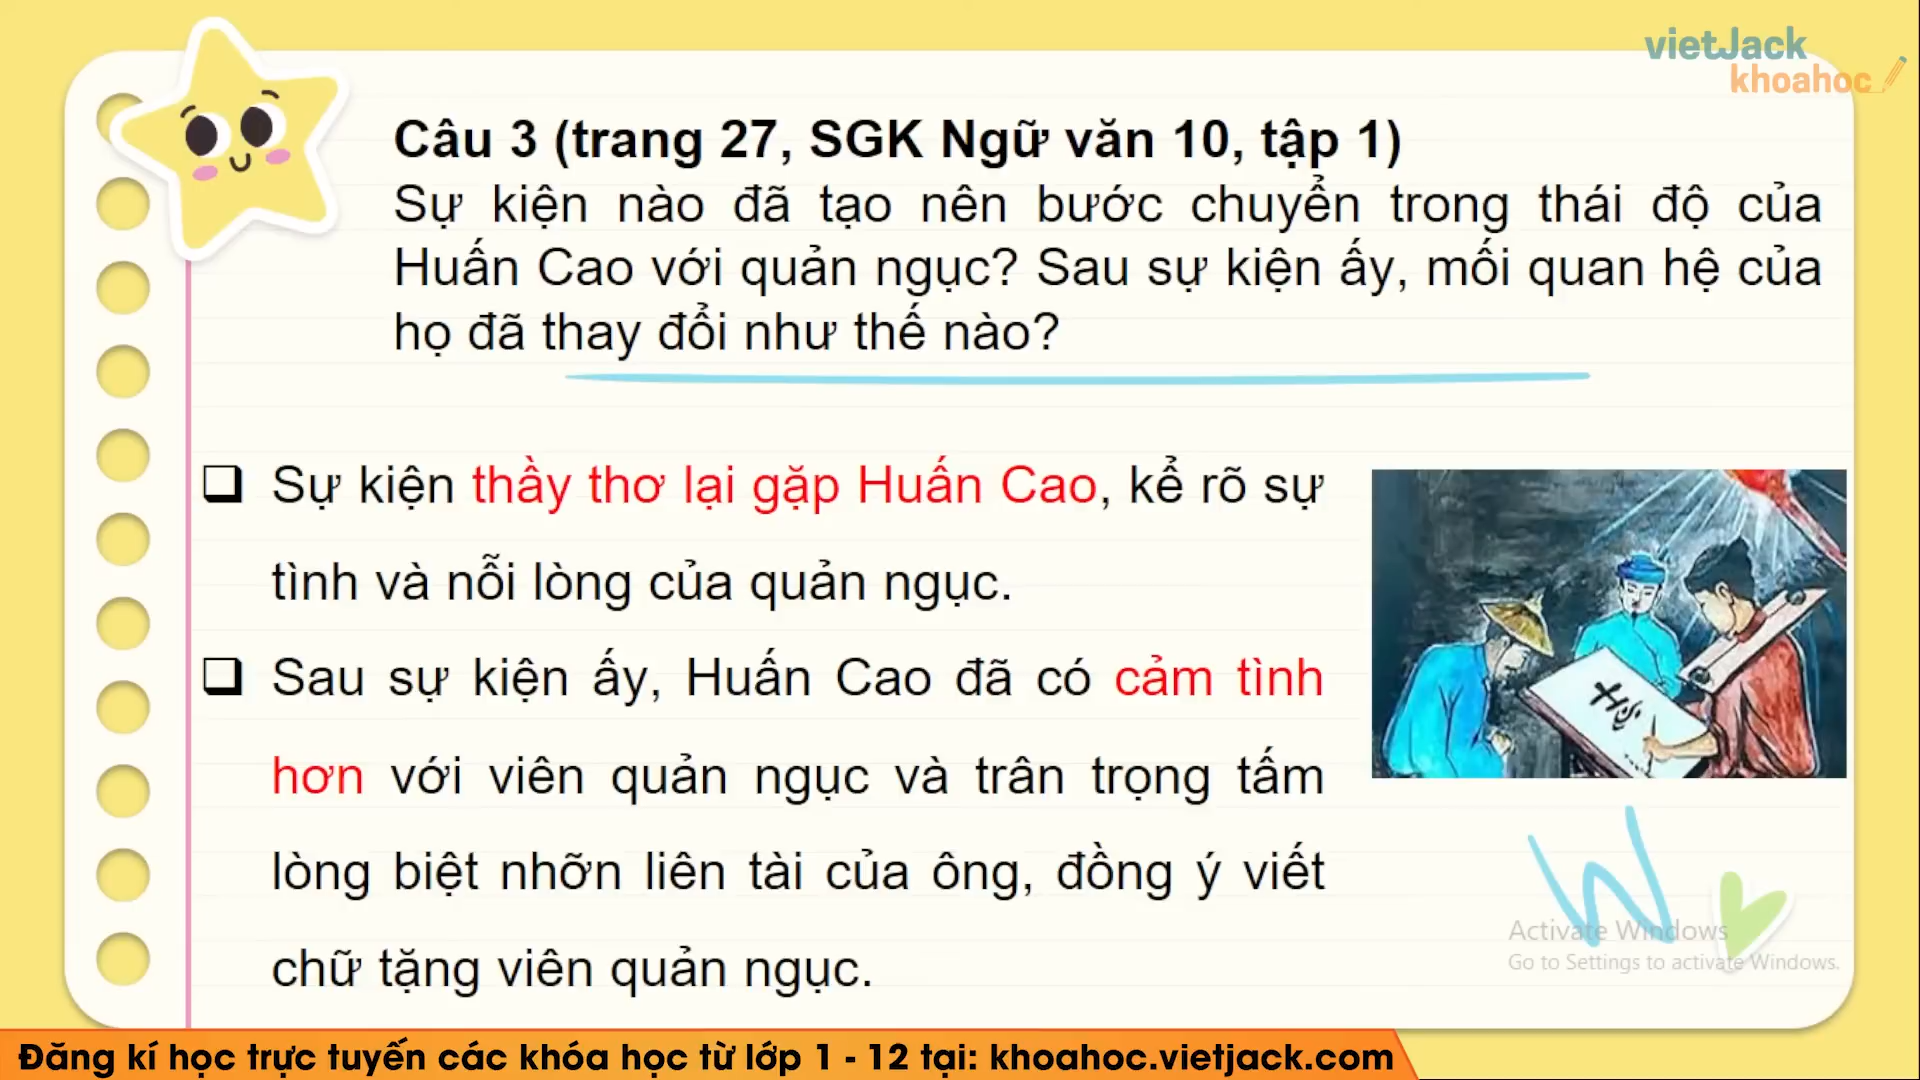 vietJack
khoahoc
Câu 3 (trang 27, SGK Ngữ văn 10, tập 1)
Sự kiện nào đã tạo nên bước chuyển trong thái độ của
Huấn Cao với quản ngục? Sau sự kiện ấy, mối quan hệ của
họ đã thay đổi như thế nào?
Sự kiện thầy thơ lại gặp Huấn Cao, kể rõ sự
tình và nỗi lòng của quản ngục.
Sau sự kiện ấy, Huấn Cao đã có cảm tình
hơn với viên quản ngục và trân trọng tấm
lòng biệt nhỡn liên tài của ông, đồng ý viết
chữ tặng viên quản ngục.
Activate Windows
Go to Settings to activate Windows.
Đăng kí học trực tuyến các khóa học từ lớp 1 - 12 tại: khoahoc.vietjack.com